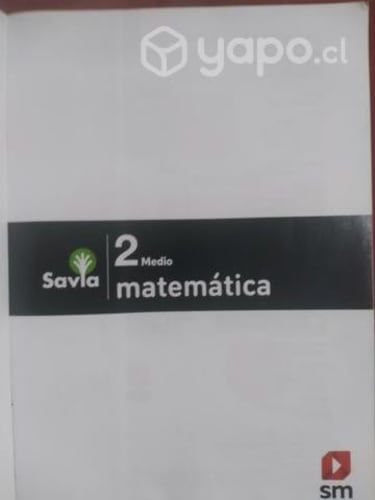 yapo.cl
Savia
2 Medio
matemática
sm